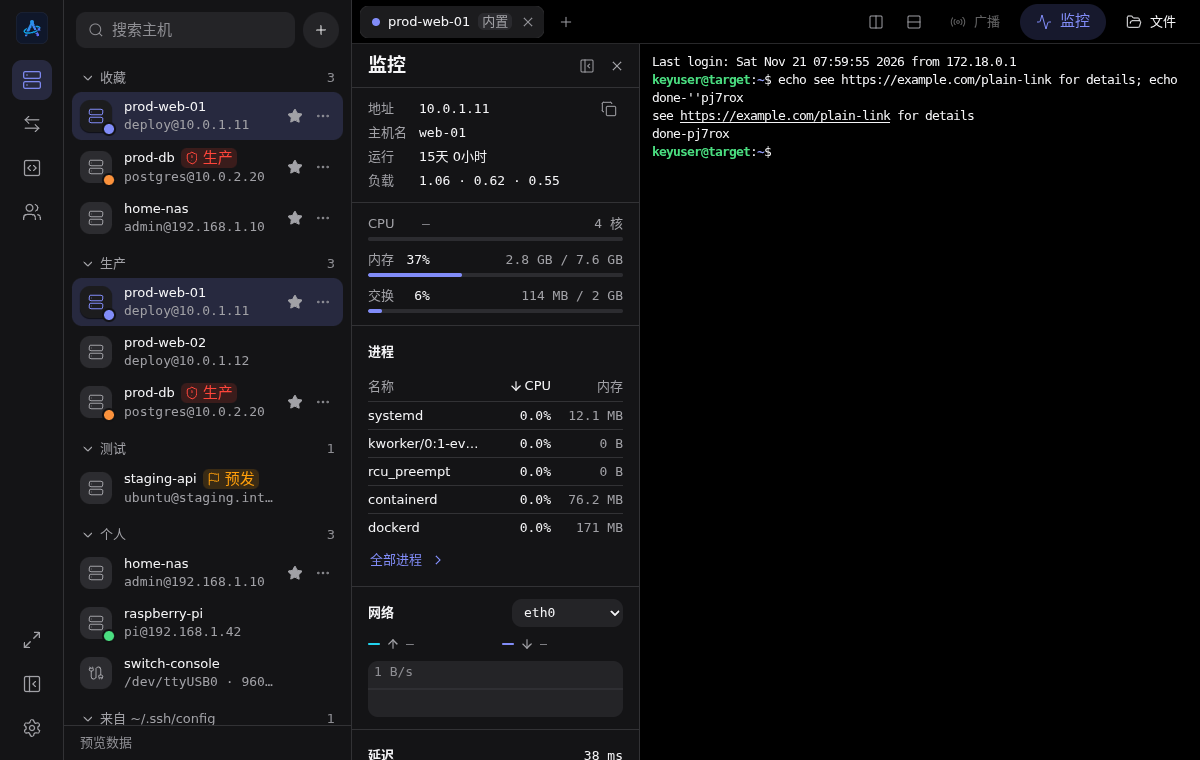 搜索主机
收藏 3
prod-web-01
deploy@10.0.1.11
prod-db 生产
postgres@10.0.2.20
home-nas
admin@192.168.1.10
生产 3
prod-web-01
deploy@10.0.1.11
prod-web-02
deploy@10.0.1.12
prod-db 生产
postgres@10.0.2.20
测试 1
staging-api 预发
ubuntu@staging.int…
个人 3
home-nas
admin@192.168.1.10
raspberry-pi
pi@192.168.1.42
switch-console
/dev/ttyUSB0 · 960…
来自 ~/.ssh/config 1
预览数据
prod-web-01 内置
广播 监控 文件
监控
地址 10.0.1.11
主机名 web-01
运行 15天 0小时
负载 1.06 · 0.62 · 0.55
CPU — 4 核
内存 37% 2.8 GB / 7.6 GB
交换 6% 114 MB / 2 GB
进程
名称 CPU 内存
systemd 0.0% 12.1 MB
kworker/0:1-ev… 0.0% 0 B
rcu_preempt 0.0% 0 B
containerd 0.0% 76.2 MB
dockerd 0.0% 171 MB
全部进程
网络 eth0
— —
1 B/s
延迟 38 ms
Last login: Sat Nov 21 07:59:55 2026 from 172.18.0.1
keyuser@target:~$ echo see https://example.com/plain-link for details; echo
done-''pj7rox
see https://example.com/plain-link for details
done-pj7rox
keyuser@target:~$